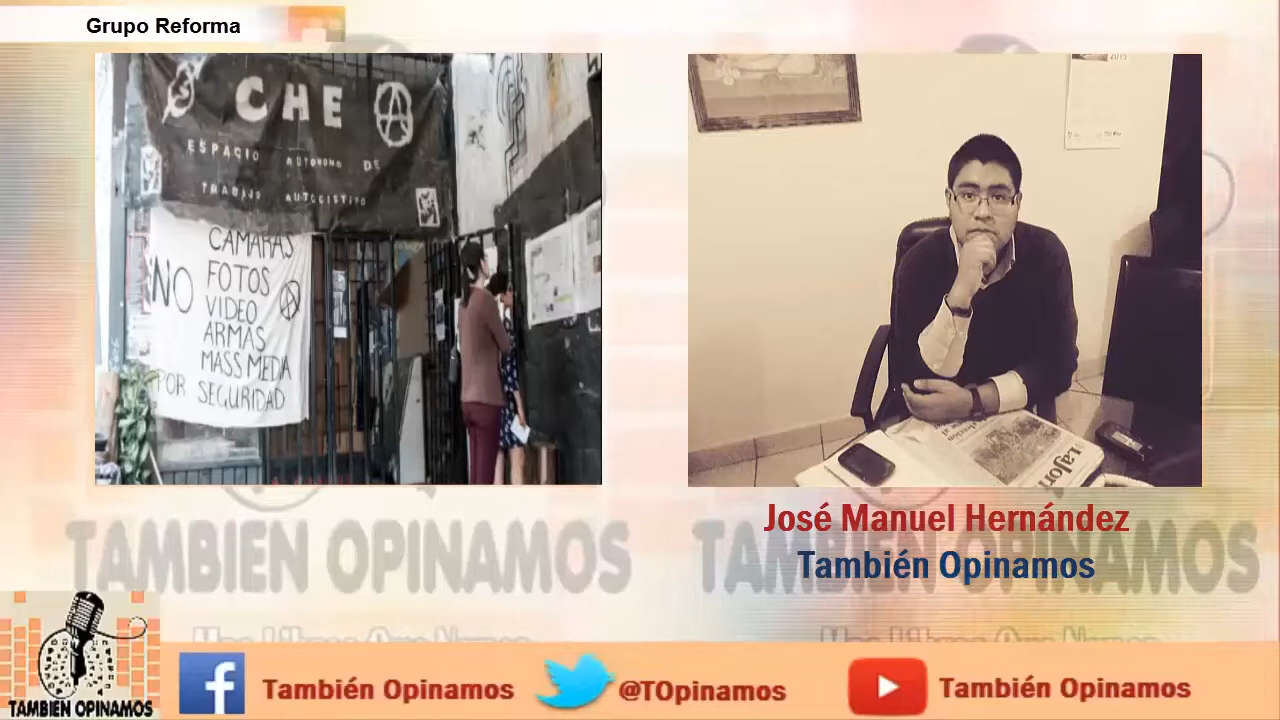 Grupo Reforma
CHE
ESPACIO AUTONOMO DE
TRABAJO AUTOGESTIVO
NO
CAMARAS
FOTOS
VIDEO
ARMAS
MASS MEDIA
POR SEGURIDAD
2015
José Manuel Hernández
También Opinamos
TAMBIEN OPINAMOS
TAMBIEN OPINAMOS
TAMBIEN OPINAMOS
También Opinamos
@TOpinamos
También Opinamos